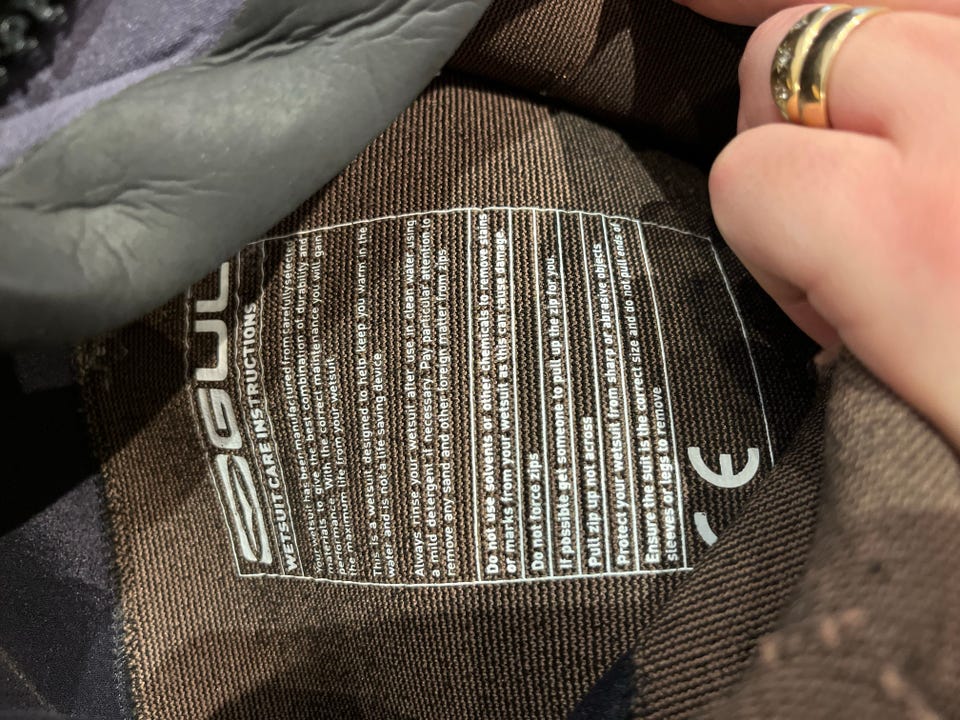 GUL
WETSUIT CARE INSTRUCTIONS
Your wetsuit has been manufactured from carefully selected
materials to give the best combination of durability and
performance. With the correct maintenance you will gain
the maximum life from your wetsuit
This is a wetsuit designed to help keep you warm in the
water and is not a life saving device
Always rinse your wetsuit after use in clean water using
a mild detergent if necessary. Pay particular attention to
remove any sand and other foreign matter from zips
Do not use solvents or other chemicals to remove stains
or marks from your wetsuit as this can cause damage.
Do not force zips
If possible get someone to pull up the zip for you.
Pull zip up not across
Protect your wetsuit from sharp or abrasive objects
Ensure the suit is the correct size and do not pull ends of
sleeves or legs to remove
CE